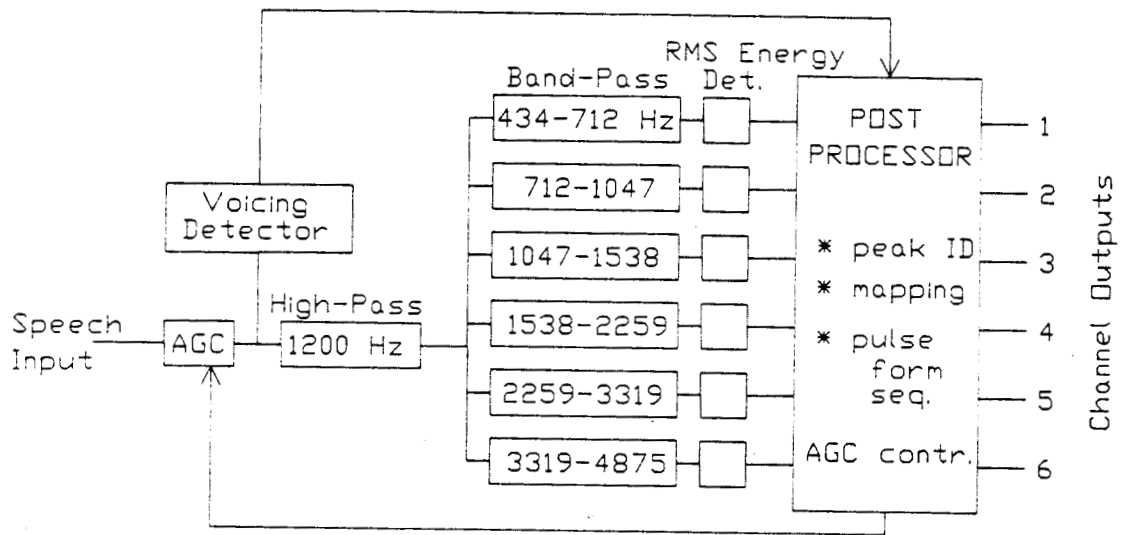 RMS Energy
Det.
Band-Pass
434-712 Hz
712-1047
1047-1538
1538-2259
2259-3319
3319-4875
Voicing
Detector
High-Pass
1200 Hz
Speech
Input
AGC
POST
PROCESSOR
* peak ID
* mapping
* pulse
form
seq.
AGC contr.
1
2
3
4
5
6
Channel Outputs